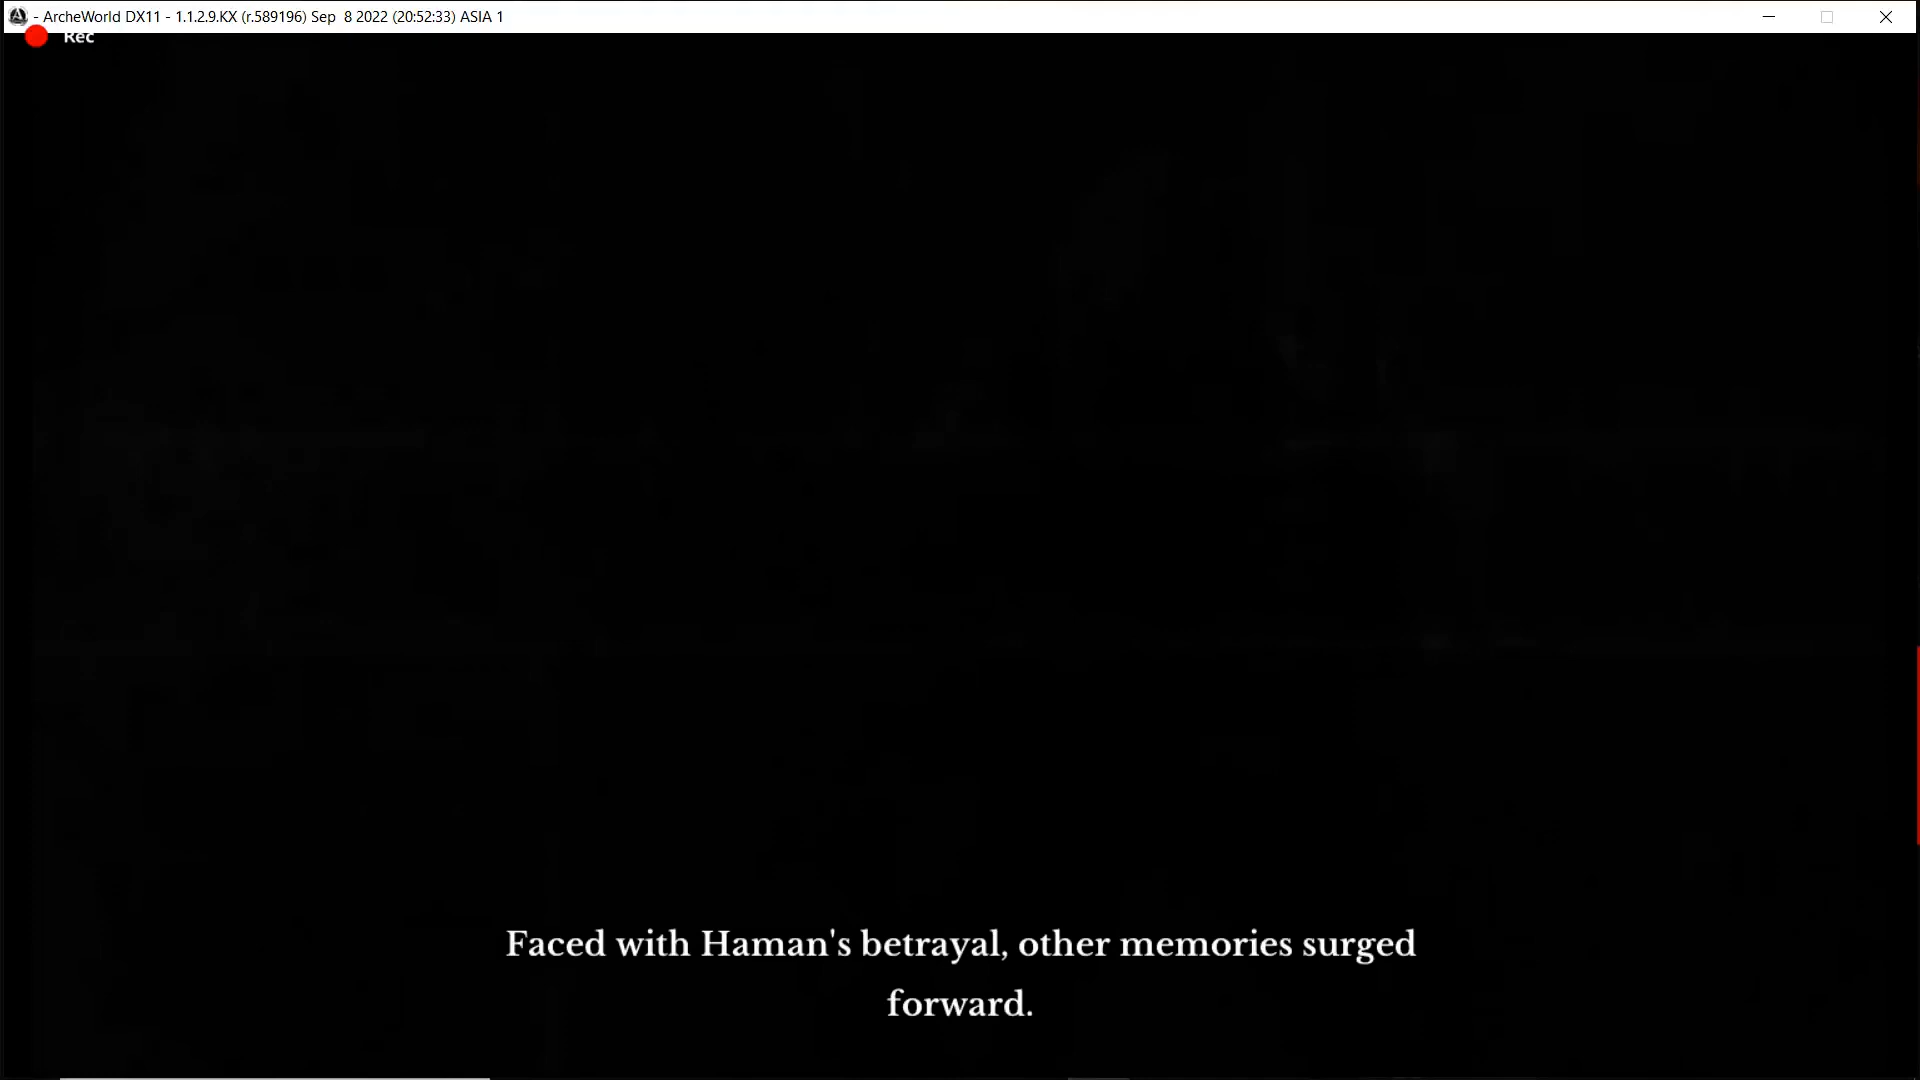 - ArcheWorld DX11 - 1.1.2.9.KX (r.589196) Sep  8 2022 (20:52:33) ASIA 1
Rec
Faced with Haman's betrayal, other memories surged
forward.